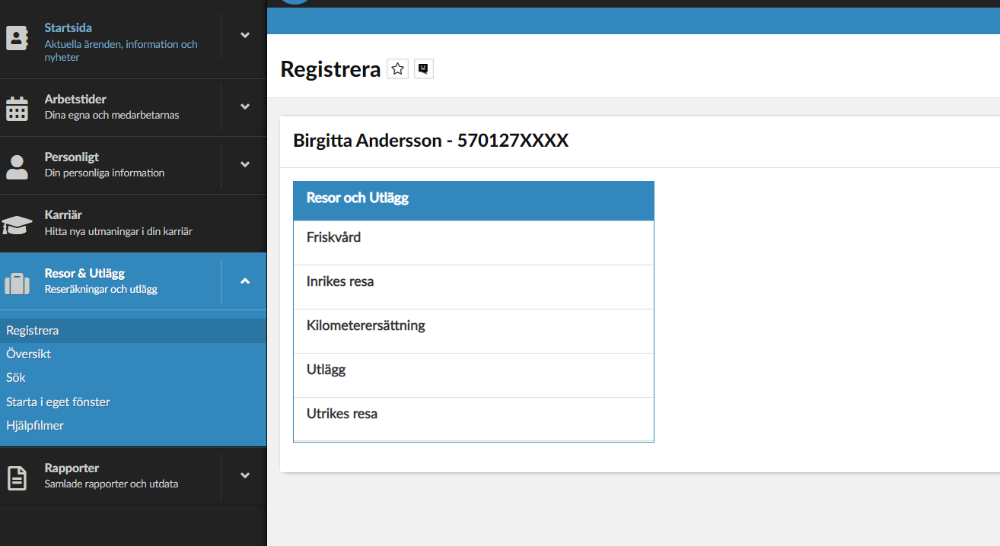 Startsida
Aktuella ärenden, information och
nyheter
Arbetstider
Dina egna och medarbetarnas
Personligt
Din personliga information
Karriär
Hitta nya utmaningar i din karriär
Resor & Utlägg
Reseräkningar och utlägg
Registrera
Översikt
Sök
Starta i eget fönster
Hjälpfilmer
Rapporter
Samlade rapporter och utdata
Registrera
Birgitta Andersson - 570127XXXX
Resor och Utlägg
Friskvård
Inrikes resa
Kilometerersättning
Utlägg
Utrikes resa